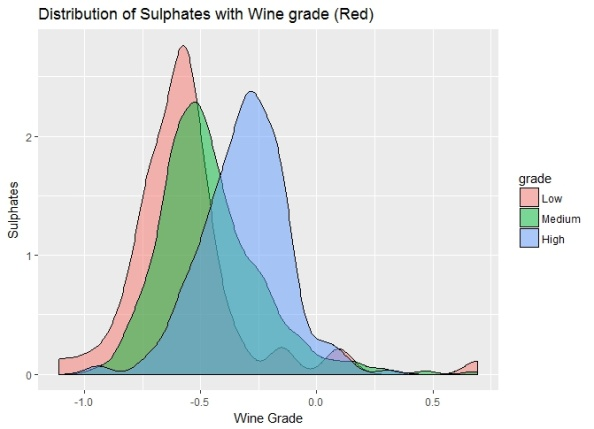 Distribution of Sulphates with Wine grade (Red)
2
1
0
Sulphates
-1.0 -0.5 0.0 0.5
Wine Grade
grade
Low
Medium
High